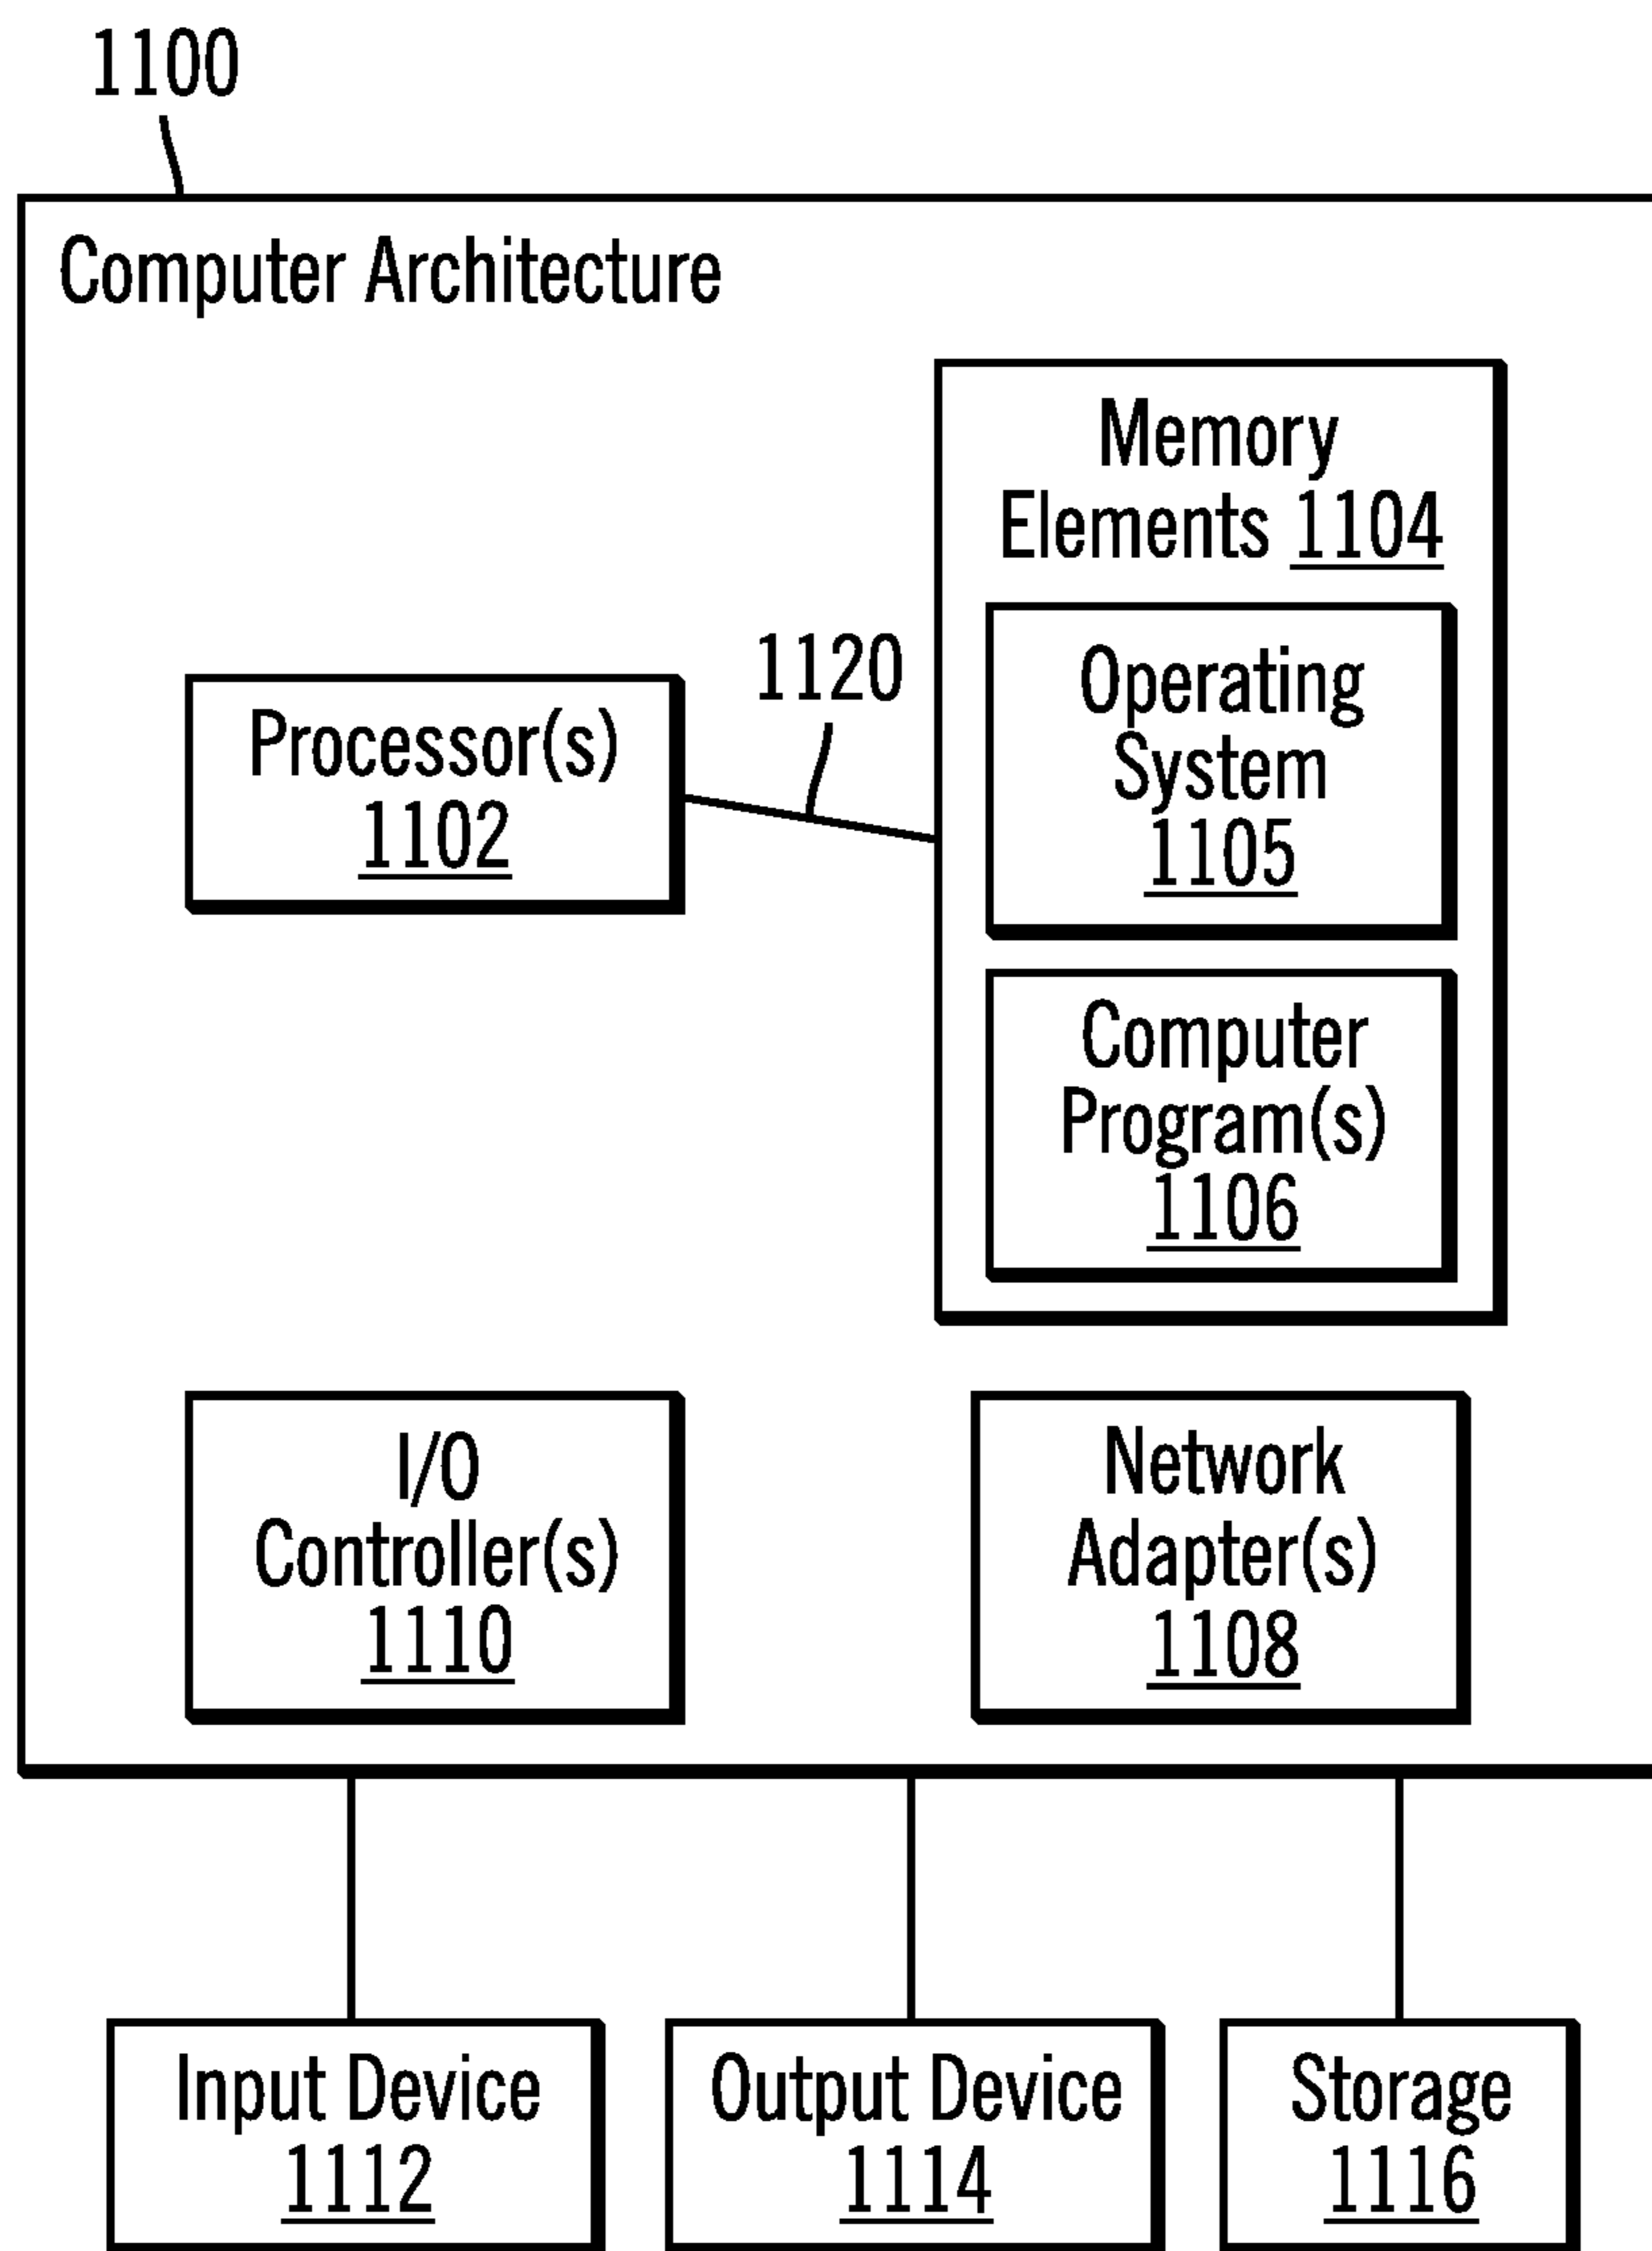 1100
Computer Architecture
Memory
Elements 1104
Operating
System
1105
1120
Processor(s)
1102
Computer
Program(s)
1106
I/O
Controller(s)
1110
Network
Adapter(s)
1108
Input Device
1112
Output Device
1114
Storage
1116